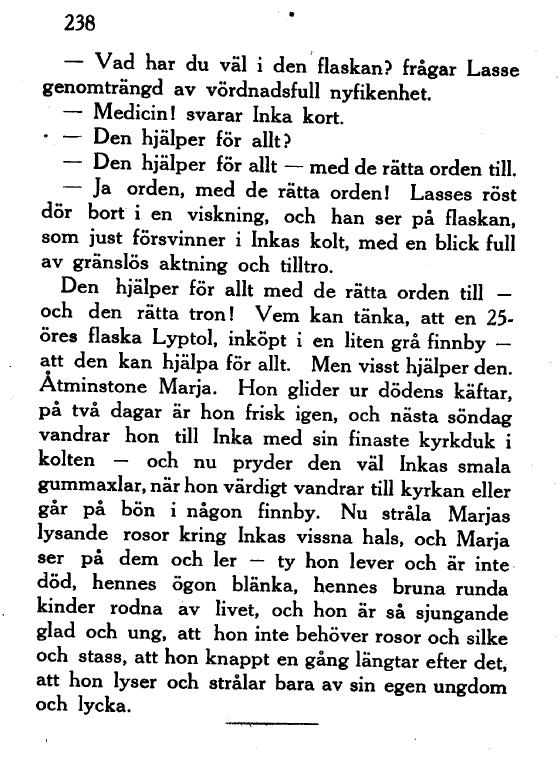 238
— Vad har du väl i den flaskan? frågar Lasse
genomträngd av vördnadsfull nyfikenhet.
— Medicin! svarar Inka kort.
— Den hjälper för allt?
— Den hjälper för allt — med de rätta orden till.
— Ja orden, med de rätta orden! Lasses röst
dör bort i en viskning, och han ser på flaskan,
som just försvinner i Inkas kolt, med en blick full
av gränslös aktning och tilltro.
Den hjälper för allt med de rätta orden till —
och den rätta tron! Vem kan tänka, att en 25-
öres flaska Lyptol, inköpt i en liten grå finnby —
att den kan hjälpa för allt. Men visst hjälper den.
Åtminstone Marja. Hon glider ur dödens käftar,
på två dagar är hon frisk igen, och nästa söndag
vandrar hon till Inka med sin finaste kyrkduk i
kolten — och nu pryder den väl Inkas smala
gummaxlar, när hon värdigt vandrar till kyrkan eller
går på bön i någon finnby. Nu stråla Marjas
lysande rosor kring Inkas vissna hals, och Marja
ser på dem och ler — ty hon lever och är inte
död, hennes ögon blänka, hennes bruna runda
kinder rodna av livet, och hon är så sjungande
glad och ung, att hon inte behöver rosor och silke
och stass, att hon knappt en gång längtar efter det,
att hon lyser och strålar bara av sin egen ungdom
och lycka.